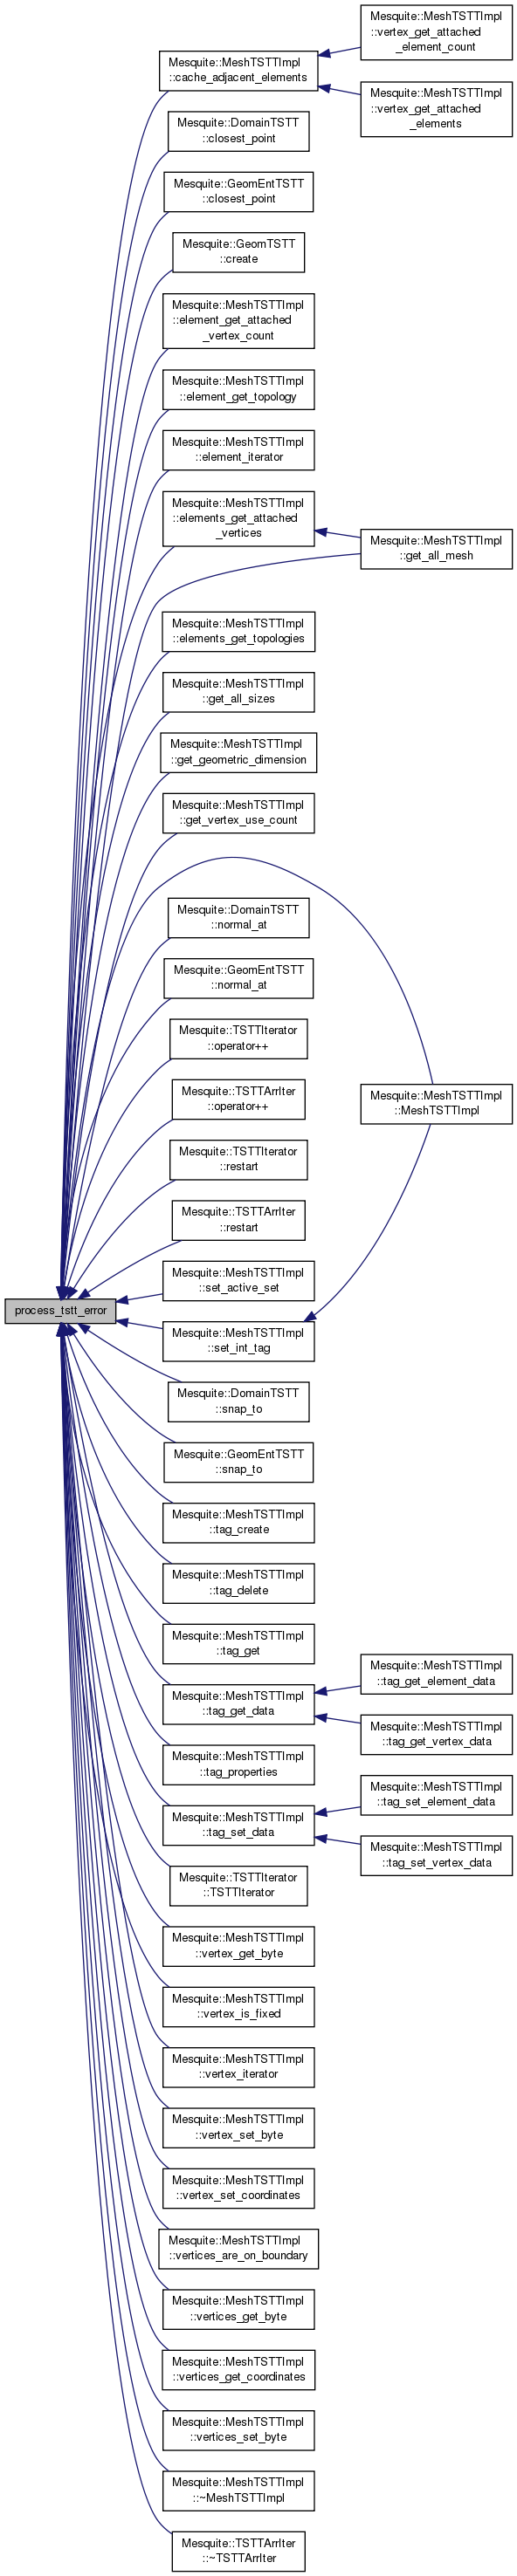 Mesquite::MeshTSTTImpl
::vertex_get_attached
_element_count
Mesquite::MeshTSTTImpl
::cache_adjacent_elements
Mesquite::MeshTSTTImpl
::vertex_get_attached
_elements
Mesquite::DomainTSTT
::closest_point
Mesquite::GeomEntTSTT
::closest_point
Mesquite::GeomTSTT
::create
Mesquite::MeshTSTTImpl
::element_get_attached
_vertex_count
Mesquite::MeshTSTTImpl
::element_get_topology
Mesquite::MeshTSTTImpl
::element_iterator
Mesquite::MeshTSTTImpl
::elements_get_attached
_vertices
Mesquite::MeshTSTTImpl
::get_all_mesh
Mesquite::MeshTSTTImpl
::elements_get_topologies
Mesquite::MeshTSTTImpl
::get_all_sizes
Mesquite::MeshTSTTImpl
::get_geometric_dimension
Mesquite::MeshTSTTImpl
::get_vertex_use_count
Mesquite::DomainTSTT
::normal_at
Mesquite::GeomEntTSTT
::normal_at
Mesquite::TSTTIterator
::operator++
Mesquite::TSTTArrIter
::operator++
Mesquite::MeshTSTTImpl
::MeshTSTTImpl
Mesquite::TSTTIterator
::restart
Mesquite::TSTTArrIter
::restart
Mesquite::MeshTSTTImpl
::set_active_set
process_tstt_error
Mesquite::MeshTSTTImpl
::set_int_tag
Mesquite::DomainTSTT
::snap_to
Mesquite::GeomEntTSTT
::snap_to
Mesquite::MeshTSTTImpl
::tag_create
Mesquite::MeshTSTTImpl
::tag_delete
Mesquite::MeshTSTTImpl
::tag_get
Mesquite::MeshTSTTImpl
::tag_get_element_data
Mesquite::MeshTSTTImpl
::tag_get_data
Mesquite::MeshTSTTImpl
::tag_get_vertex_data
Mesquite::MeshTSTTImpl
::tag_properties
Mesquite::MeshTSTTImpl
::tag_set_element_data
Mesquite::MeshTSTTImpl
::tag_set_data
Mesquite::MeshTSTTImpl
::tag_set_vertex_data
Mesquite::TSTTIterator
::TSTTIterator
Mesquite::MeshTSTTImpl
::vertex_get_byte
Mesquite::MeshTSTTImpl
::vertex_is_fixed
Mesquite::MeshTSTTImpl
::vertex_iterator
Mesquite::MeshTSTTImpl
::vertex_set_byte
Mesquite::MeshTSTTImpl
::vertex_set_coordinates
Mesquite::MeshTSTTImpl
::vertices_are_on_boundary
Mesquite::MeshTSTTImpl
::vertices_get_byte
Mesquite::MeshTSTTImpl
::vertices_get_coordinates
Mesquite::MeshTSTTImpl
::vertices_set_byte
Mesquite::MeshTSTTImpl
::~MeshTSTTImpl
Mesquite::TSTTArrIter
::~TSTTArrIter